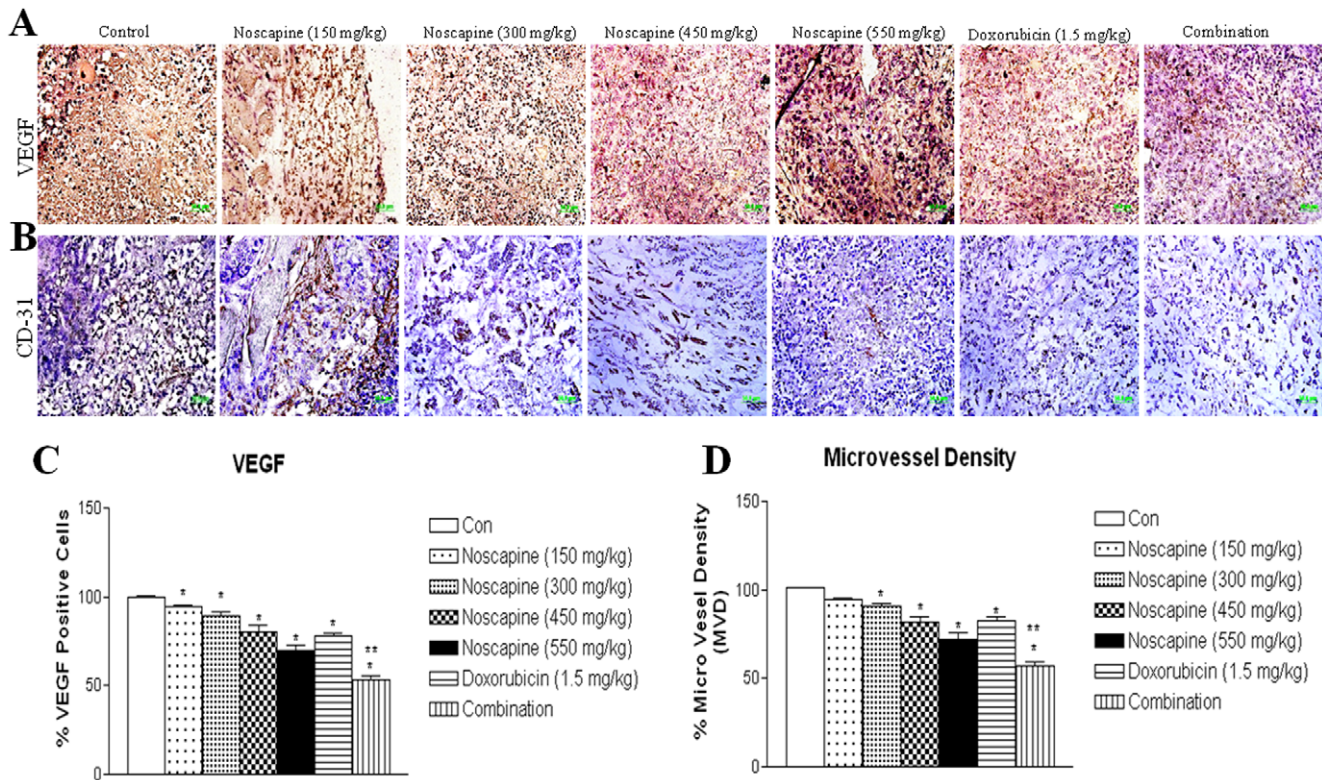 A
Control
Noscapine (150 mg/kg)
Noscapine (300 mg/kg)
Noscapine (450 mg/kg)
Noscapine (550 mg/kg)
Doxorubicin (1.5 mg/kg)
Combination
VEGF
B
CD-31
C
VEGF
% VEGF Positive Cells
150
100
50
0
*
*
*
*
*
**
*
Con
Noscapine (150 mg/kg)
Noscapine (300 mg/kg)
Noscapine (450 mg/kg)
Noscapine (550 mg/kg)
Doxorubicin (1.5 mg/kg)
Combination
D
Microvessel Density
% Micro Vesel Density
(MVD)
150
100
50
0
*
*
*
*
**
*
Con
Noscapine (150 mg/kg)
Noscapine (300 mg/kg)
Noscapine (450 mg/kg)
Noscapine (550 mg/kg)
Doxorubicin (1.5 mg/kg)
Combination